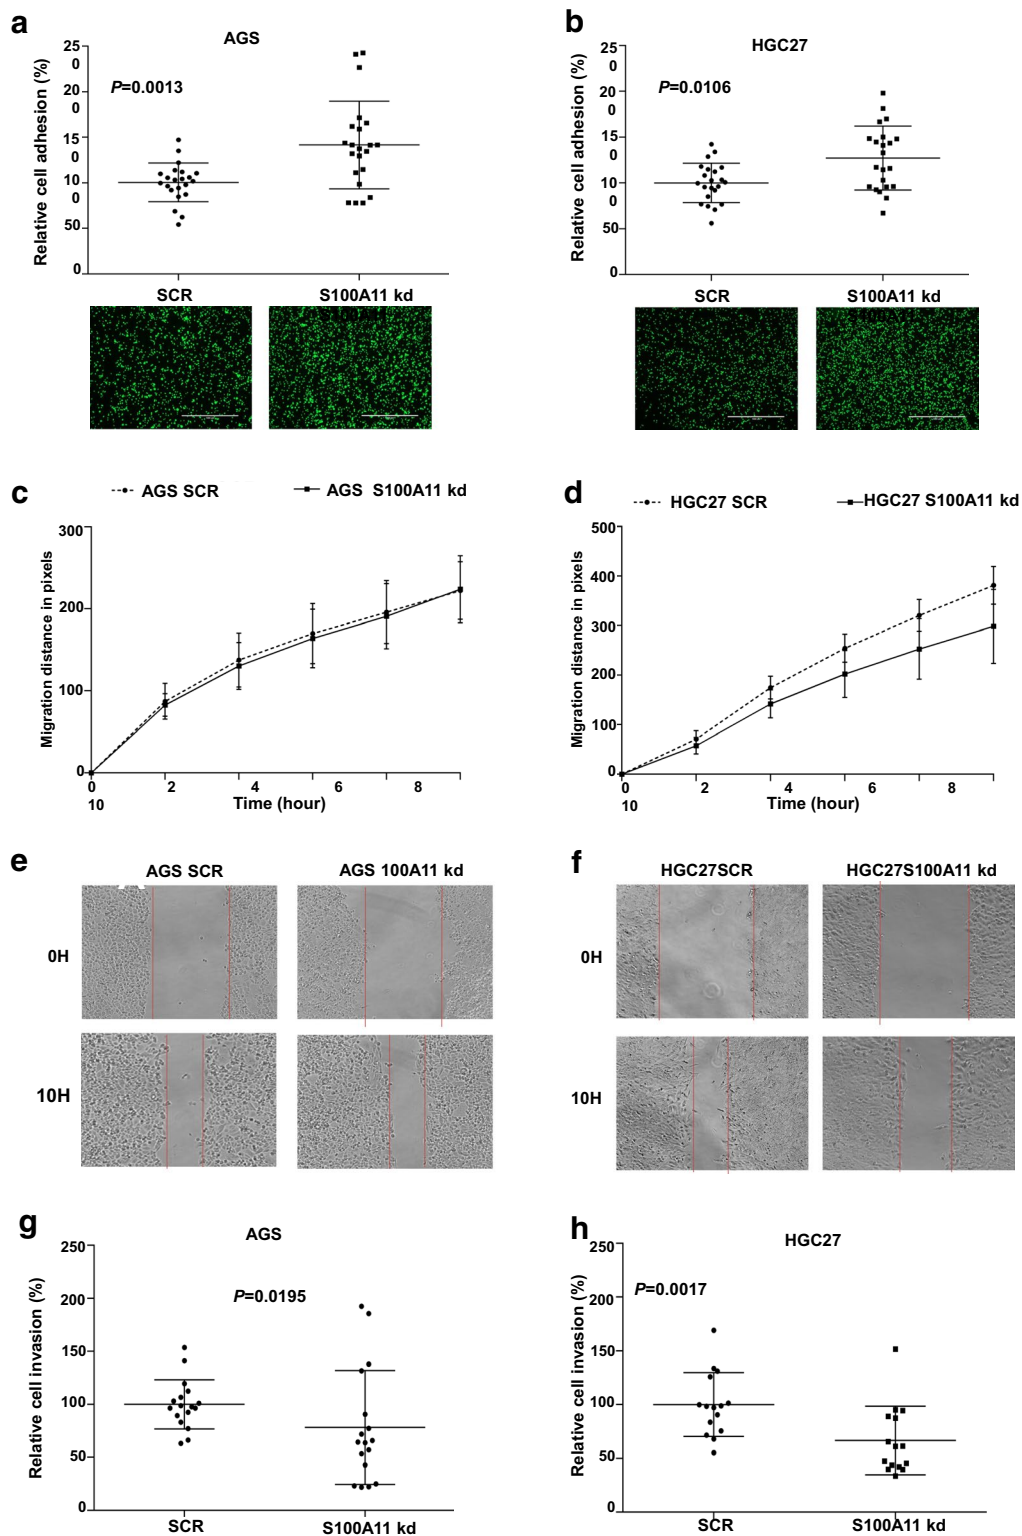 a
AGS
Relative cell adhesion (%)
25
0
20
0
15
0
10
0
50
0
P=0.0013
SCR
S100A11 kd
b
HGC27
Relative cell adhesion (%)
25
0
20
0
15
0
10
0
50
0
P=0.0106
SCR
S100A11 kd
c
AGS SCR
AGS S100A11 kd
Migration distance in pixels
300
200
100
0
0 2 4 6 8
10
Time (hour)
d
HGC27 SCR
HGC27 S100A11 kd
Migration distance in pixels
500
400
300
200
100
0
0 2 4 6 8
10
Time (hour)
e
AGS SCR
AGS 100A11 kd
0H
10H
f
HGC27SCR
HGC27S100A11 kd
0H
10H
g
AGS
Relative cell invasion (%)
250
200
150
100
50
0
P=0.0195
SCR
S100A11 kd
h
HGC27
Relative cell invasion (%)
250
200
150
100
50
0
P=0.0017
SCR
S100A11 kd